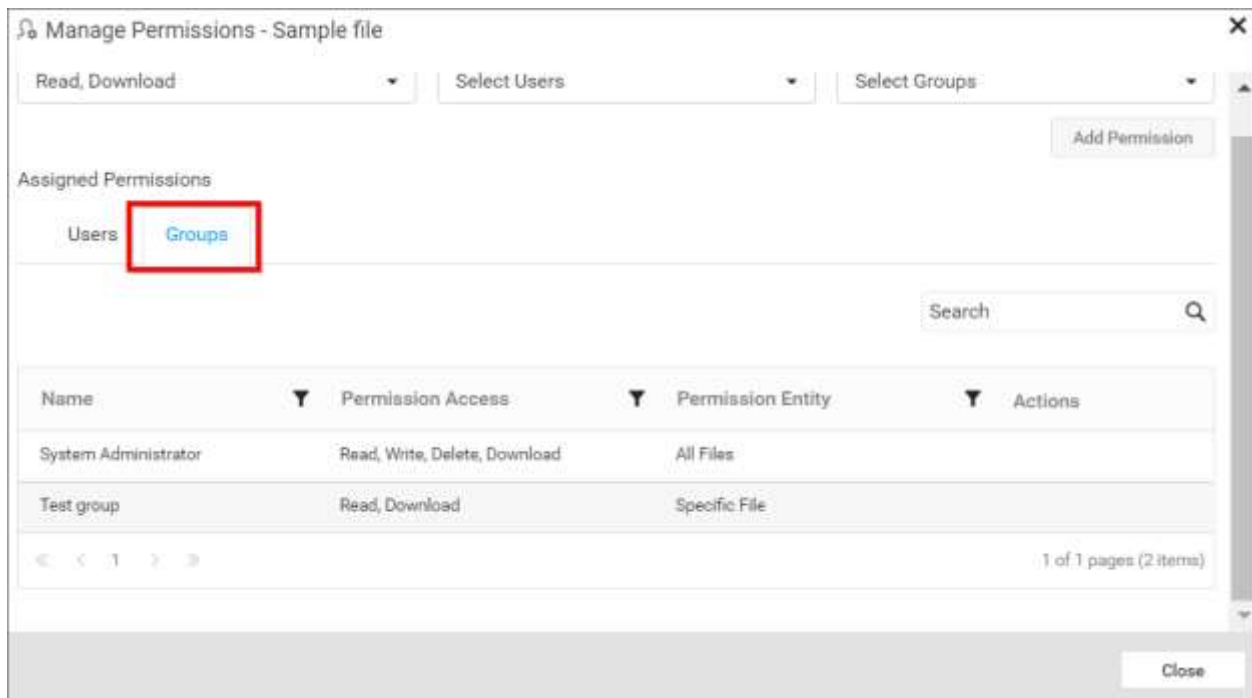 Manage Permissions - Sample file
Read, Download Select Users Select Groups
Add Permission
Assigned Permissions
Users Groups
Search
Name Permission Access Permission Entity Actions
System Administrator Read, Write, Delete, Download All Files
Test group Read, Download Specific File
1 1 of 1 pages (2 items)
Close